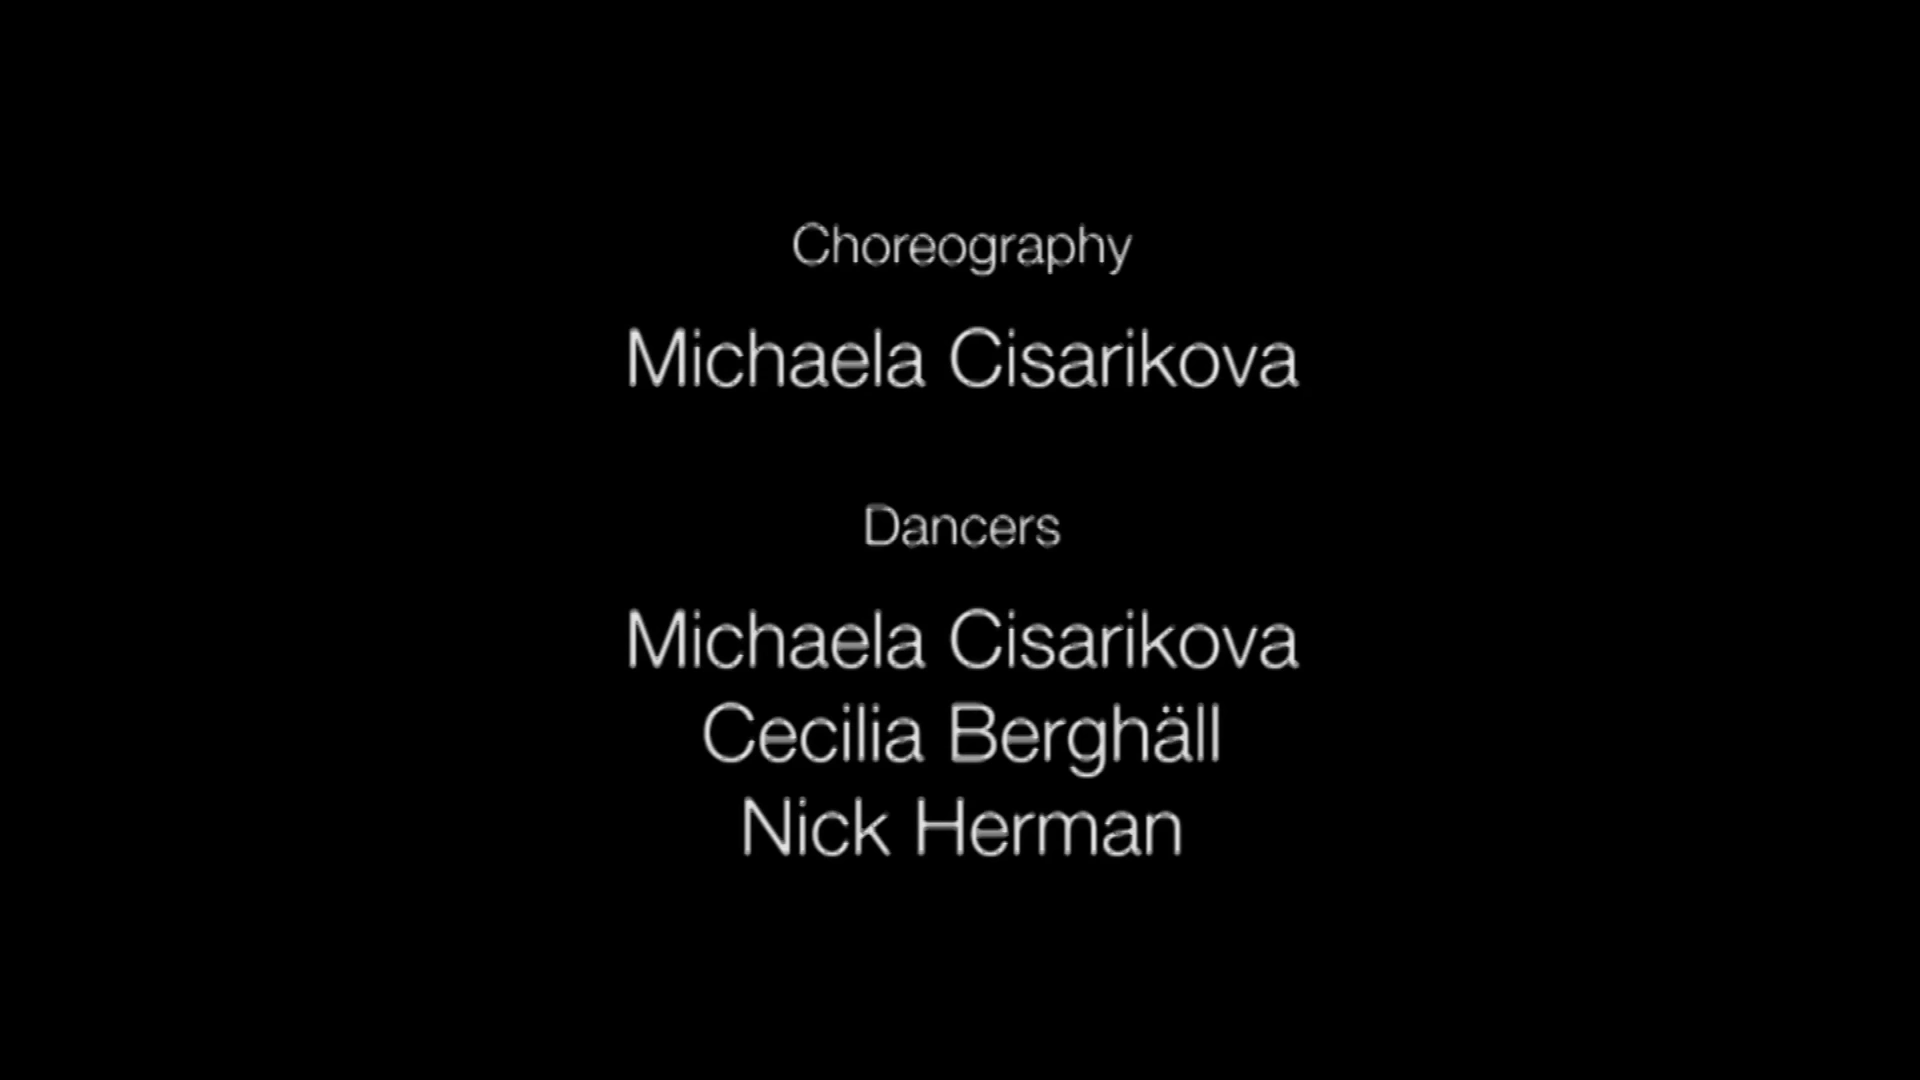 Choreography
Michaela Cisarikova
Dancers
Michaela Cisarikova
Cecilia Berghäll
Nick Herman